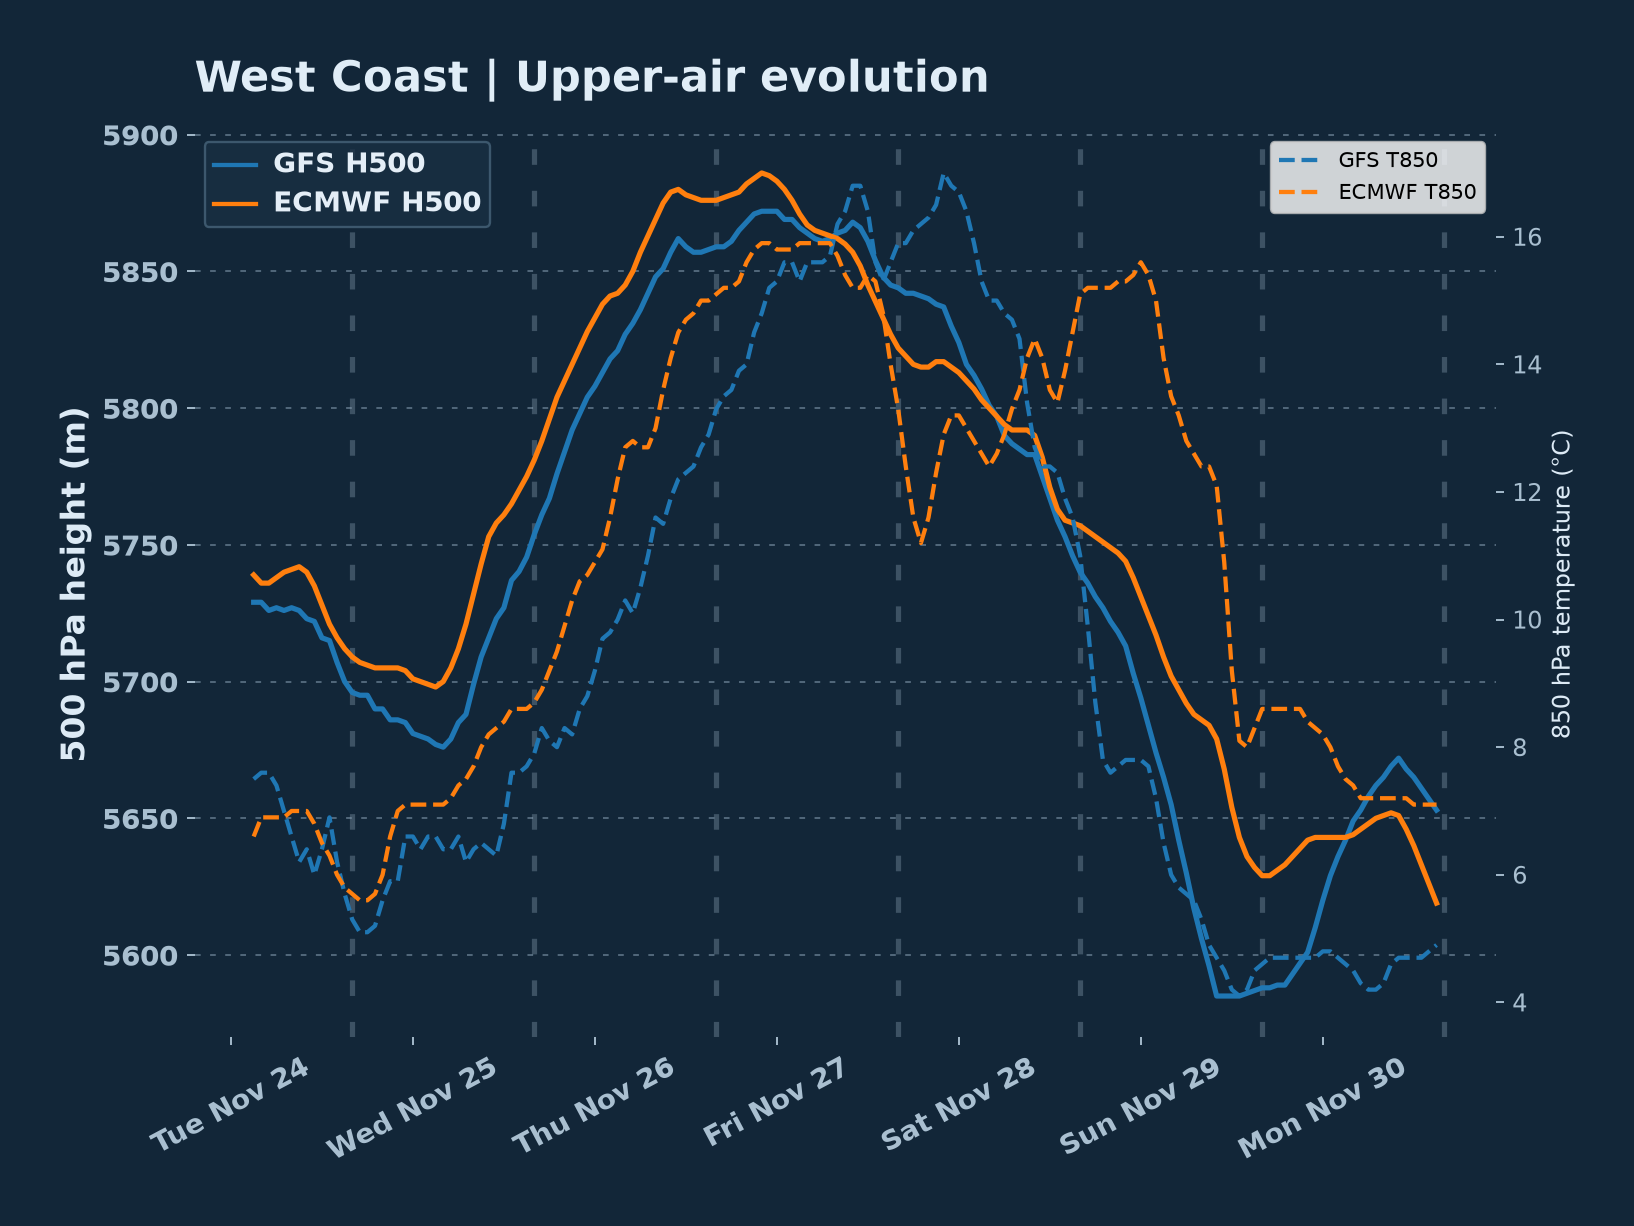 West Coast | Upper-air evolution
5900
5850
5800
5750
5700
5650
5600
500 hPa height (m)
GFS H500
ECMWF H500
GFS T850
ECMWF T850
16
14
12
10
8
6
4
850 hPa temperature (°C)
Tue Nov 24
Wed Nov 25
Thu Nov 26
Fri Nov 27
Sat Nov 28
Sun Nov 29
Mon Nov 30